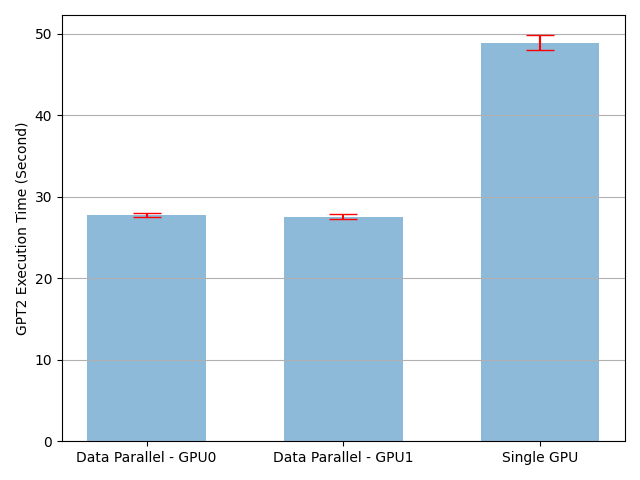 GPT2 Execution Time (Second)
50
40
30
20
10
0
Data Parallel - GPU0
Data Parallel - GPU1
Single GPU